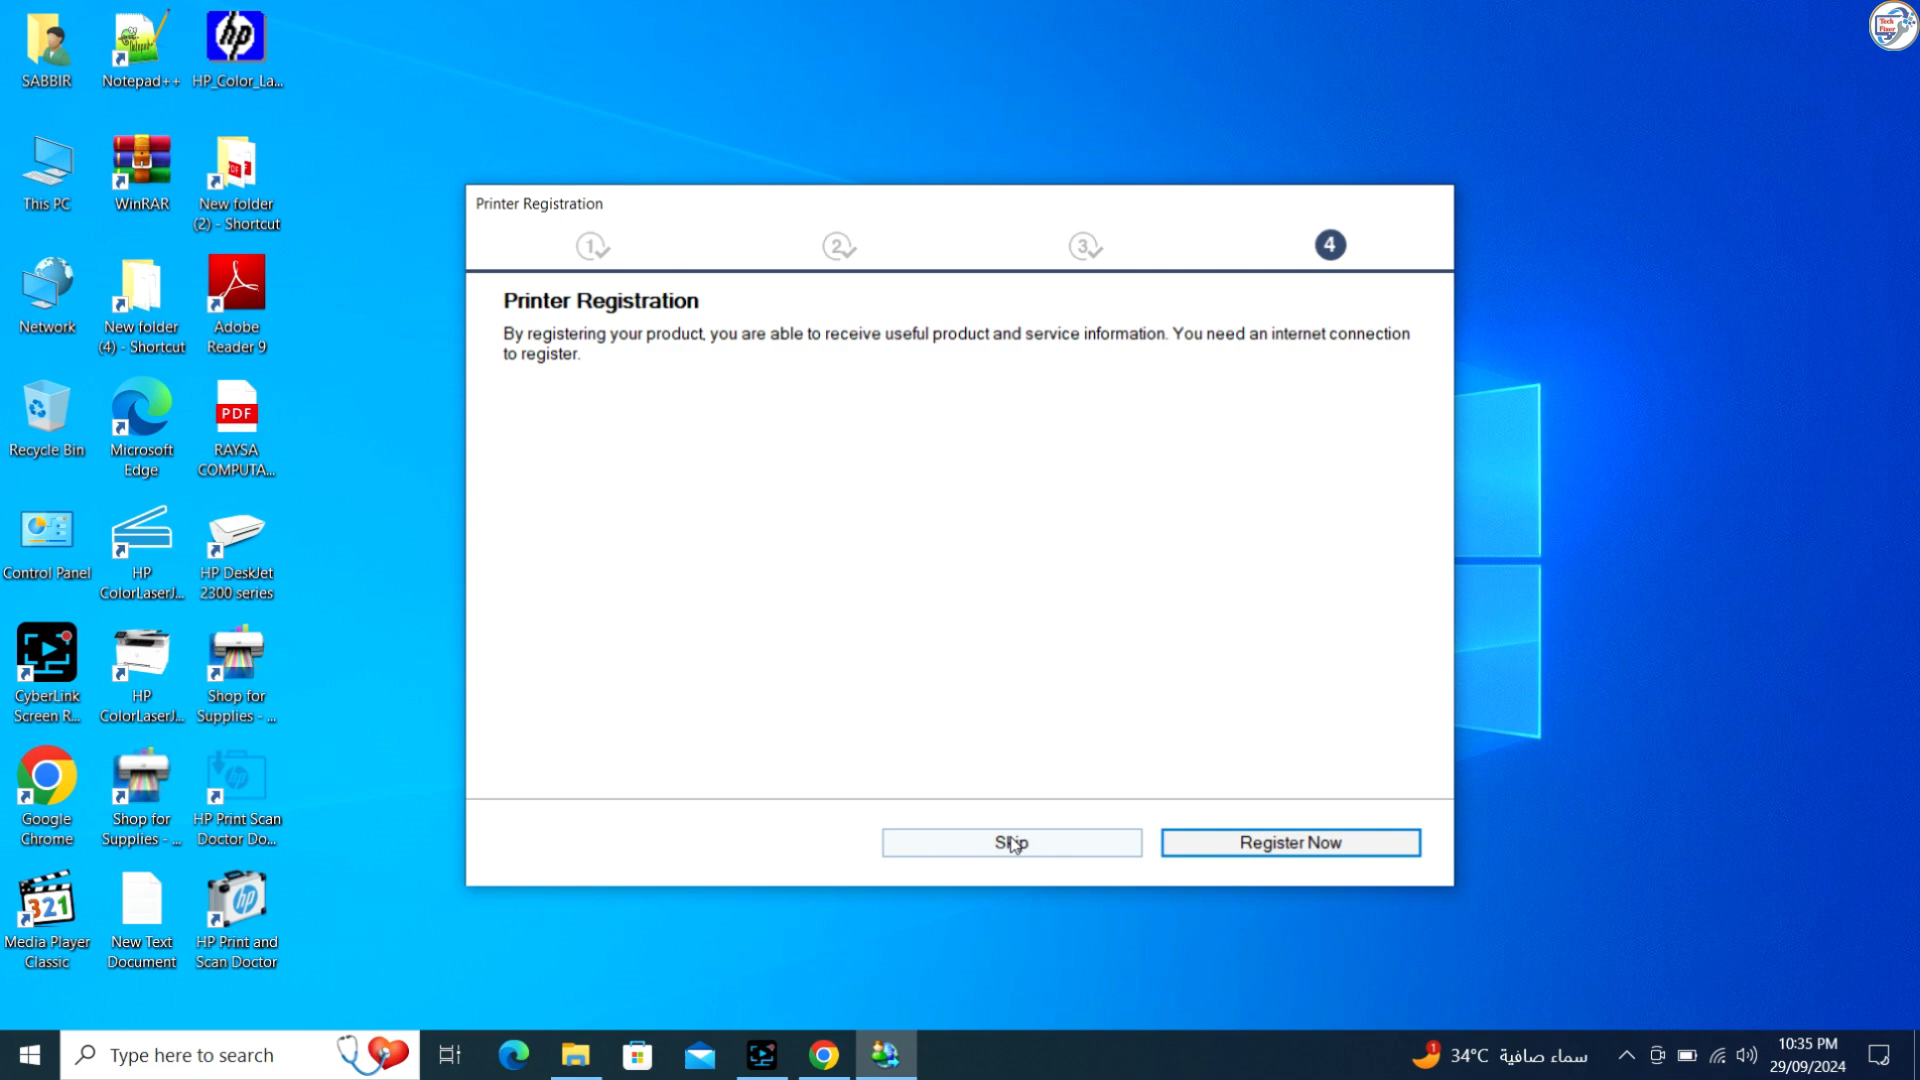 SABBIR
Notepad++
HP_Color_La...
Tech
Fixer
This PC
WinRAR
New folder
(2) - Shortcut
Network
New folder
(4) - Shortcut
Adobe
Reader 9
Recycle Bin
Microsoft
Edge
PDF
RAYSA
COMPUTA...
Control Panel
HP
ColorLaserJ...
HP DeskJet
2300 series
CyberLink
Screen R...
HP
ColorLaserJ...
Shop for
Supplies - ...
Google
Chrome
Shop for
Supplies - ...
HP Print Scan
Doctor Do...
321
Media Player
Classic
New Text
Document
HP Print and
Scan Doctor
Printer Registration
1
2
3
4
Printer Registration
By registering your product, you are able to receive useful product and service information. You need an internet connection
to register.
Skip
Register Now
Type here to search
1
34°C سماء صافية
10:35 PM
29/09/2024